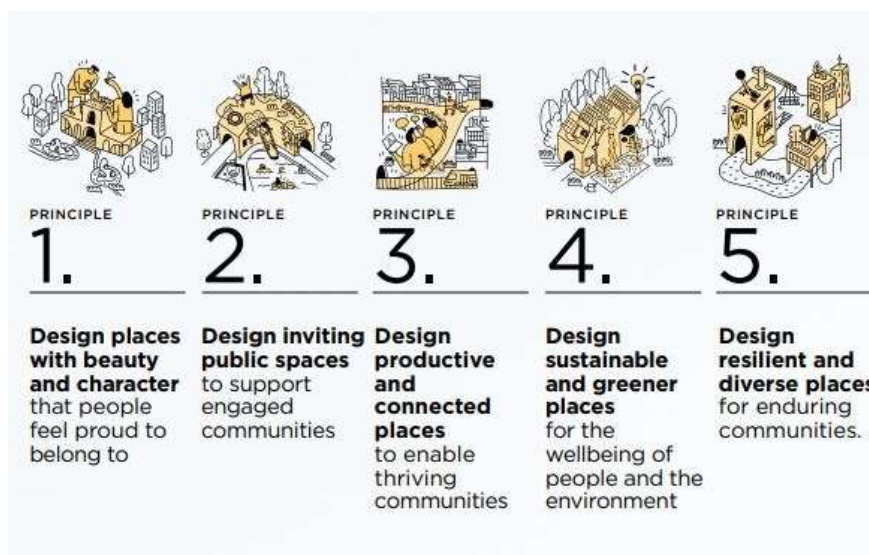 PRINCIPLE
1.
Design places
with beauty
and character
that people
feel proud to
belong to
PRINCIPLE
2.
Design inviting
public spaces
to support
engaged
communities
PRINCIPLE
3.
Design
productive
and
connected
places
to enable
thriving
communities
PRINCIPLE
4.
Design
sustainable
and greener
places
for the
wellbeing of
people and the
environment
PRINCIPLE
5.
Design
resilient and
diverse places
for enduring
communities.